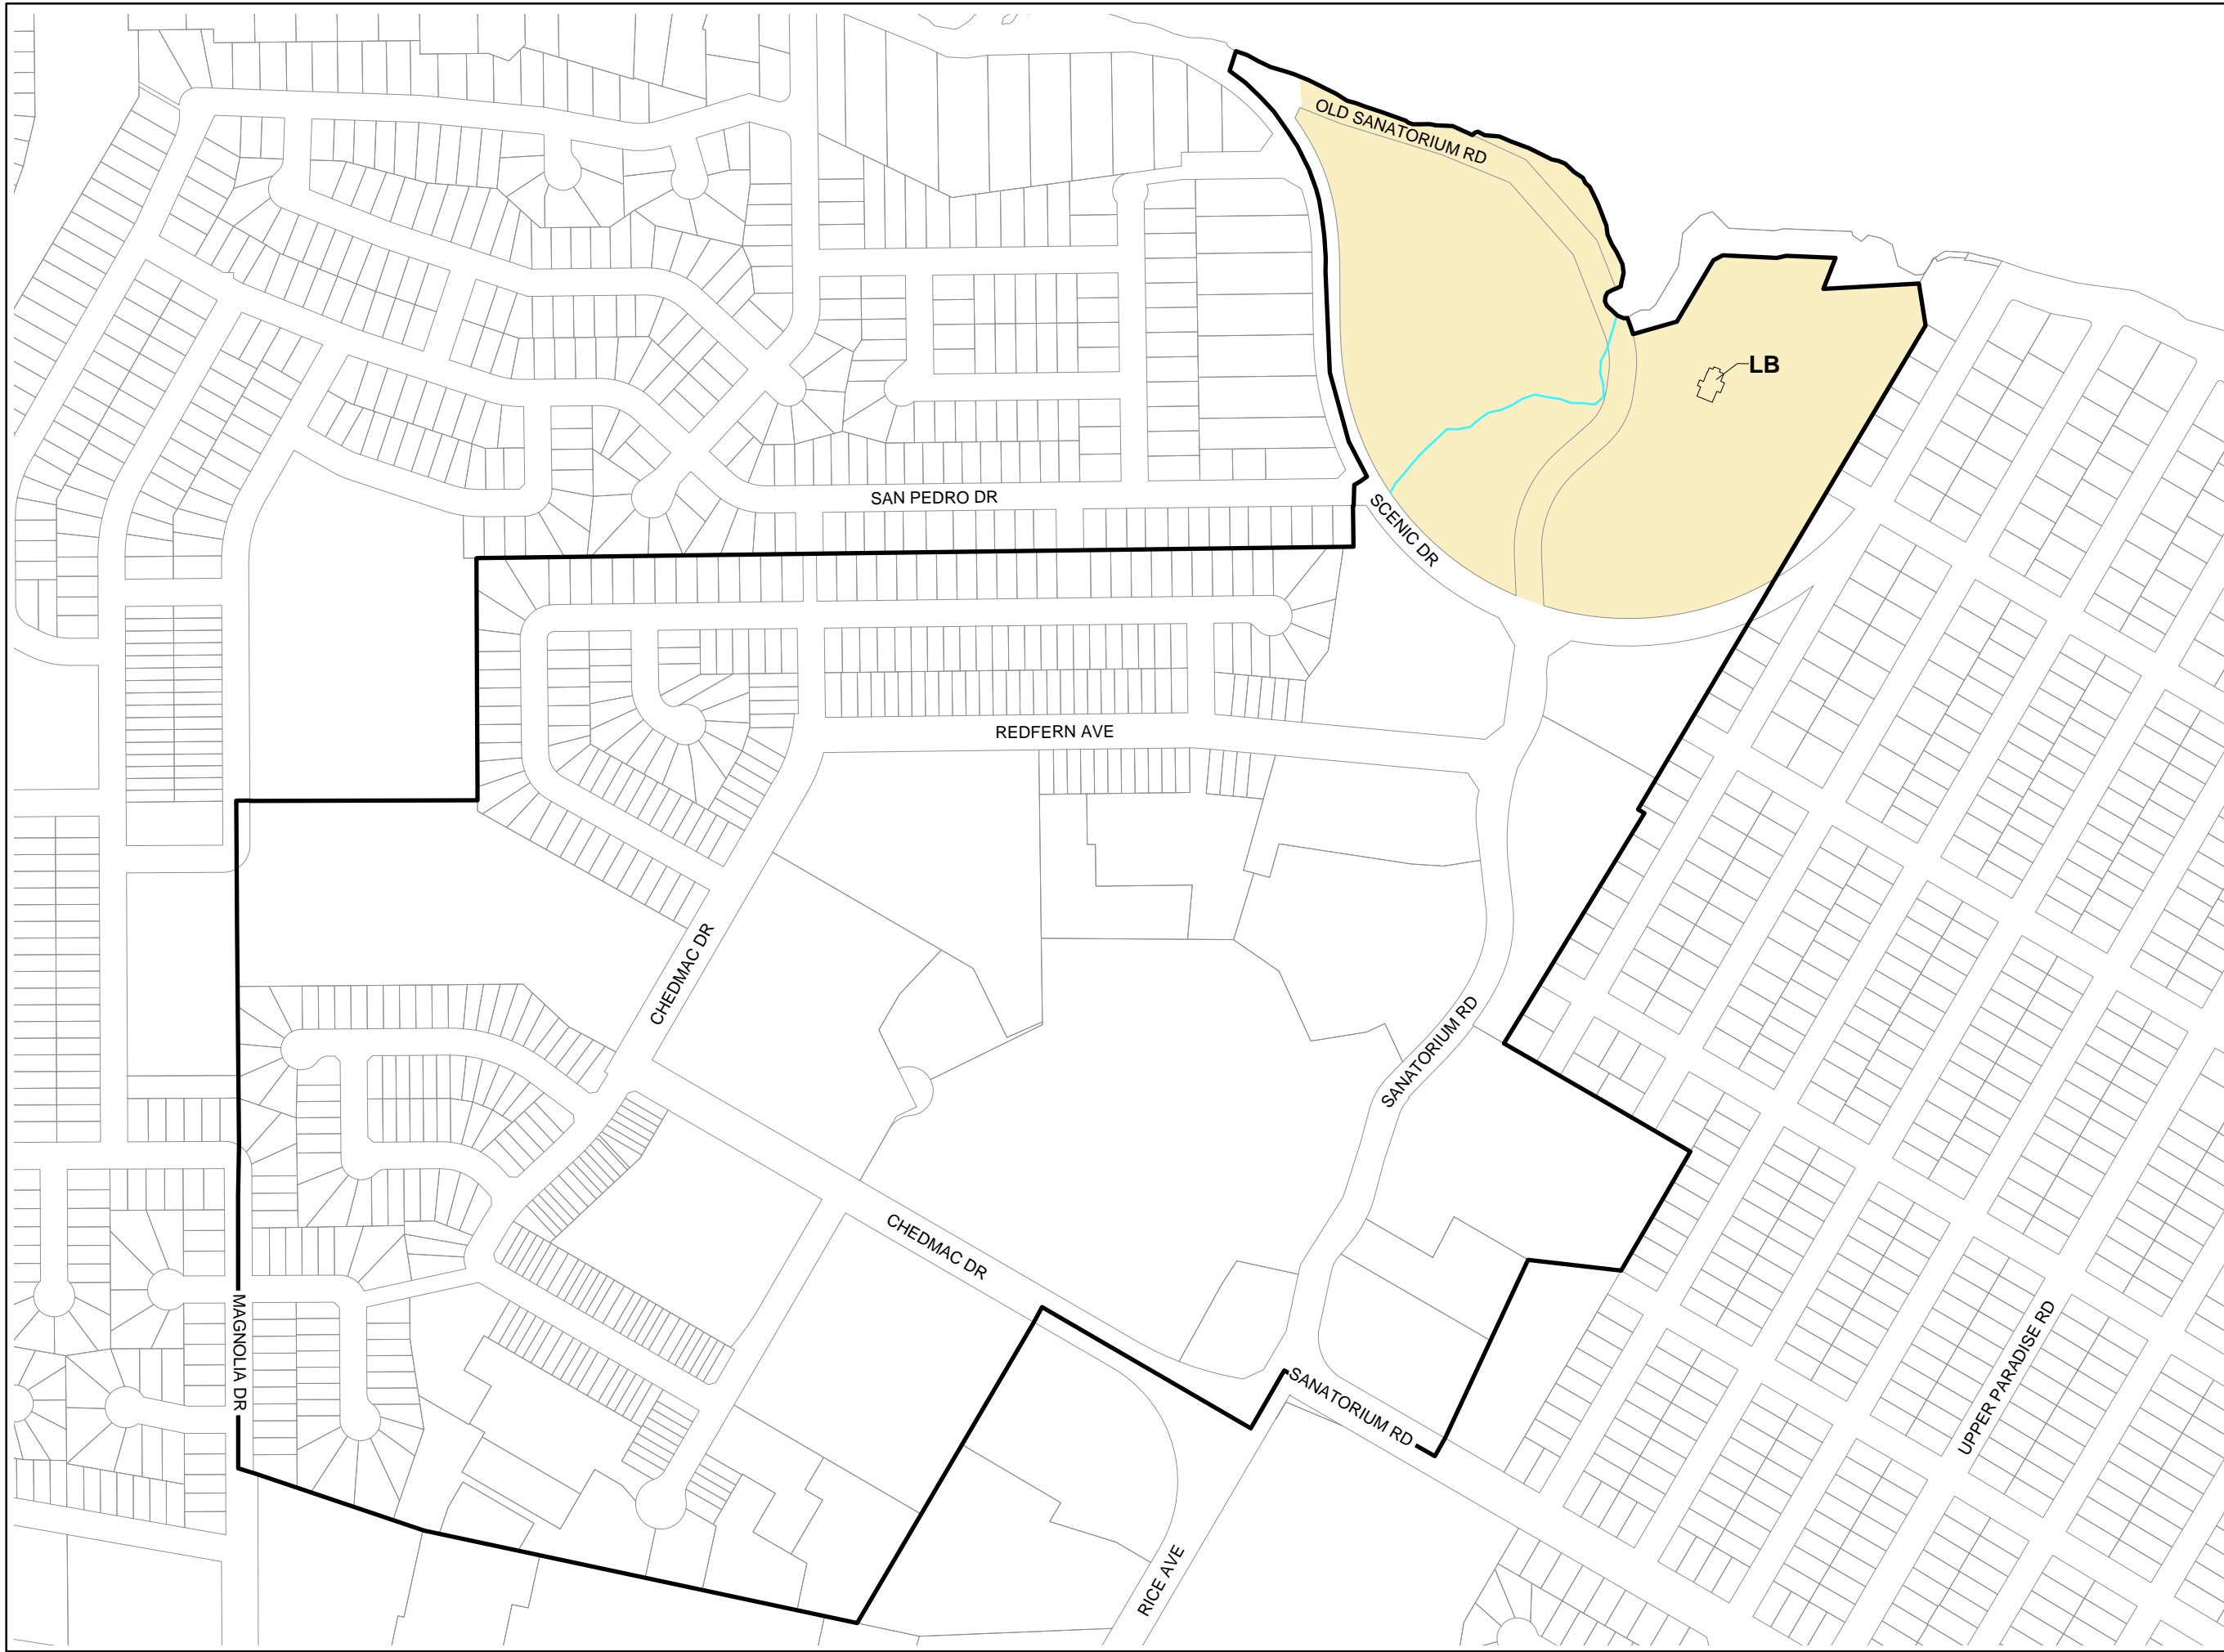 OLD SANATORIUM RD
LB
SAN PEDRO DR
SCENIC DR
REDFERN AVE
CHEDMAC DR
SANATORIUM RD
CHEDMAC DR
MAGNOLIA DR
UPPER PARADISE RD
SANATORIUM RD
RICE AVE